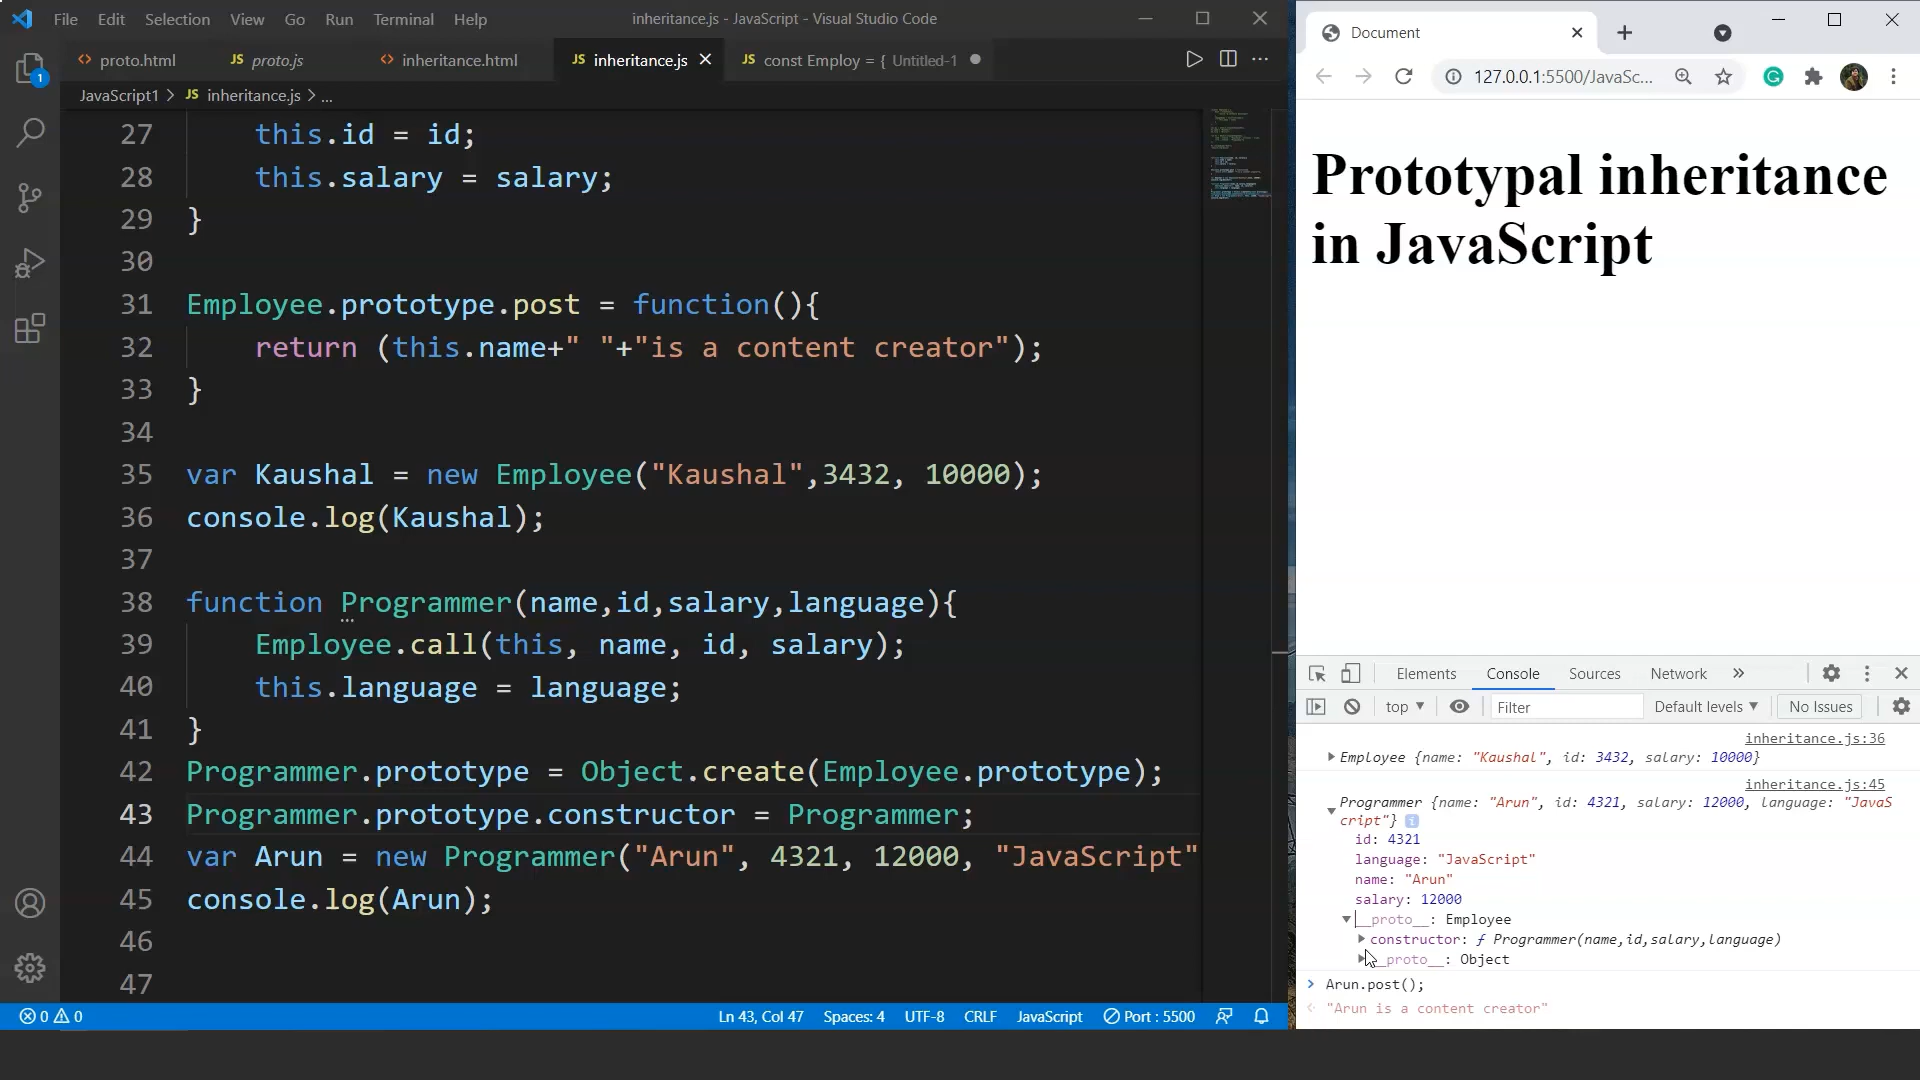 File Edit Selection View Go Run Terminal Help inheritance.js - JavaScript - Visual Studio Code
proto.html JS proto.js inheritance.html JS inheritance.js JS const Employ = { Untitled-1
JavaScript1 > JS inheritance.js > ...
27 this.id = id;
28 this.salary = salary;
29 }
30
31 Employee.prototype.post = function(){
32 return (this.name+" "+"is a content creator");
33 }
34
35 var Kaushal = new Employee("Kaushal",3432, 10000);
36 console.log(Kaushal);
37
38 function Programmer(name,id,salary,language){
39 Employee.call(this, name, id, salary);
40 this.language = language;
41 }
42 Programmer.prototype = Object.create(Employee.prototype);
43 Programmer.prototype.constructor = Programmer;
44 var Arun = new Programmer("Arun", 4321, 12000, "JavaScript"
45 console.log(Arun);
46
47
1
0 0 Ln 43, Col 47 Spaces: 4 UTF-8 CRLF JavaScript Port : 5500
Document
127.0.0.1:5500/JavaSc...
Prototypal inheritance
in JavaScript
Elements Console Sources Network »
top Filter Default levels No Issues
inheritance.js:36
Employee {name: "Kaushal", id: 3432, salary: 10000}
inheritance.js:45
Programmer {name: "Arun", id: 4321, salary: 12000, language: "JavaS
cript"} i
id: 4321
language: "JavaScript"
name: "Arun"
salary: 12000
__proto__: Employee
constructor: ƒ Programmer(name,id,salary,language)
__proto__: Object
> Arun.post();
"Arun is a content creator"